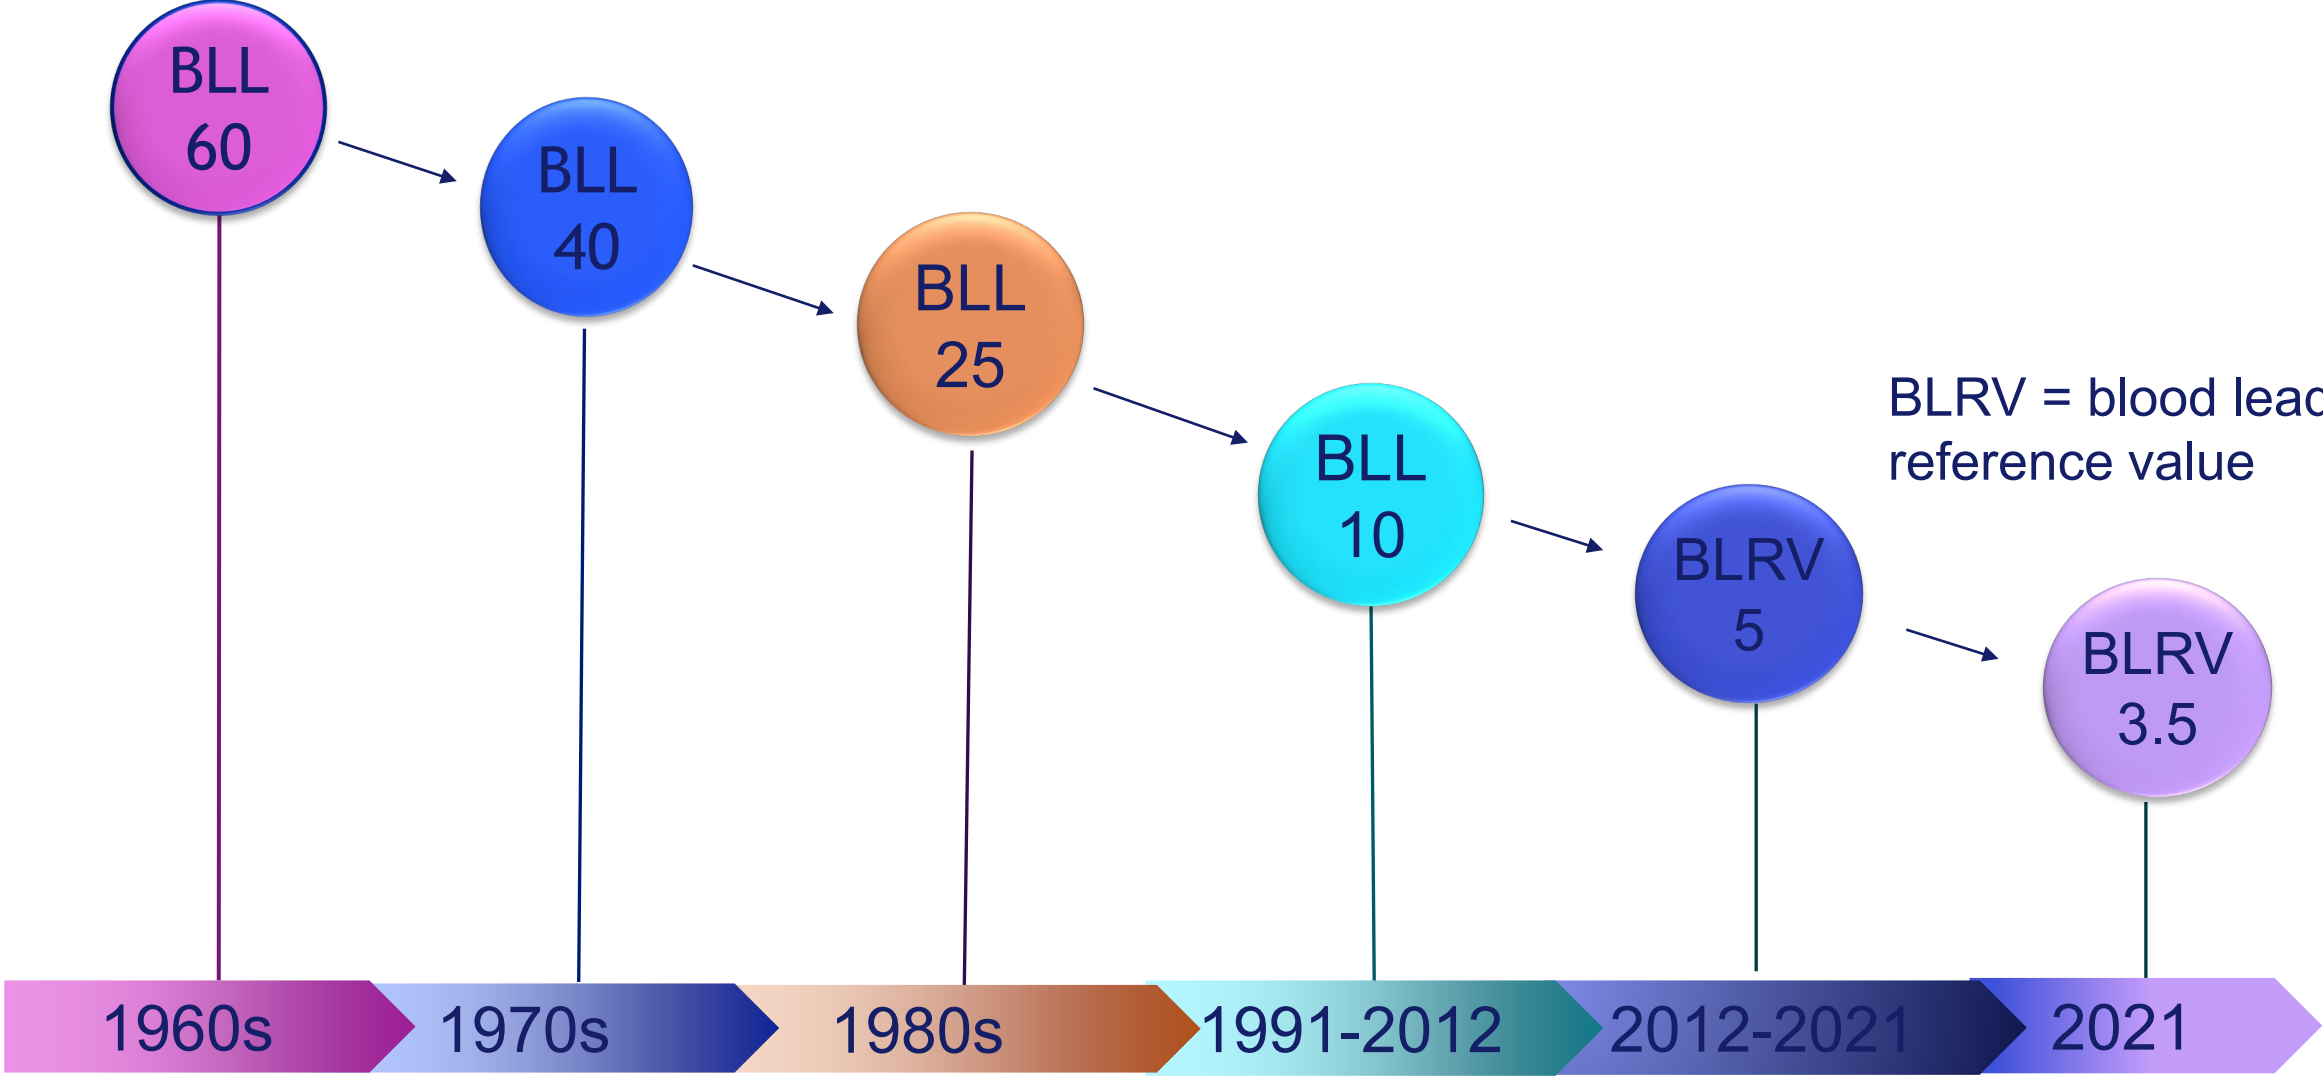 BLL
60
BLL
40
BLL
25
BLL
10
BLRV = blood lead
reference value
BLRV
5
BLRV
3.5
1960s
1970s
1980s
1991-2012
2012-2021
2021